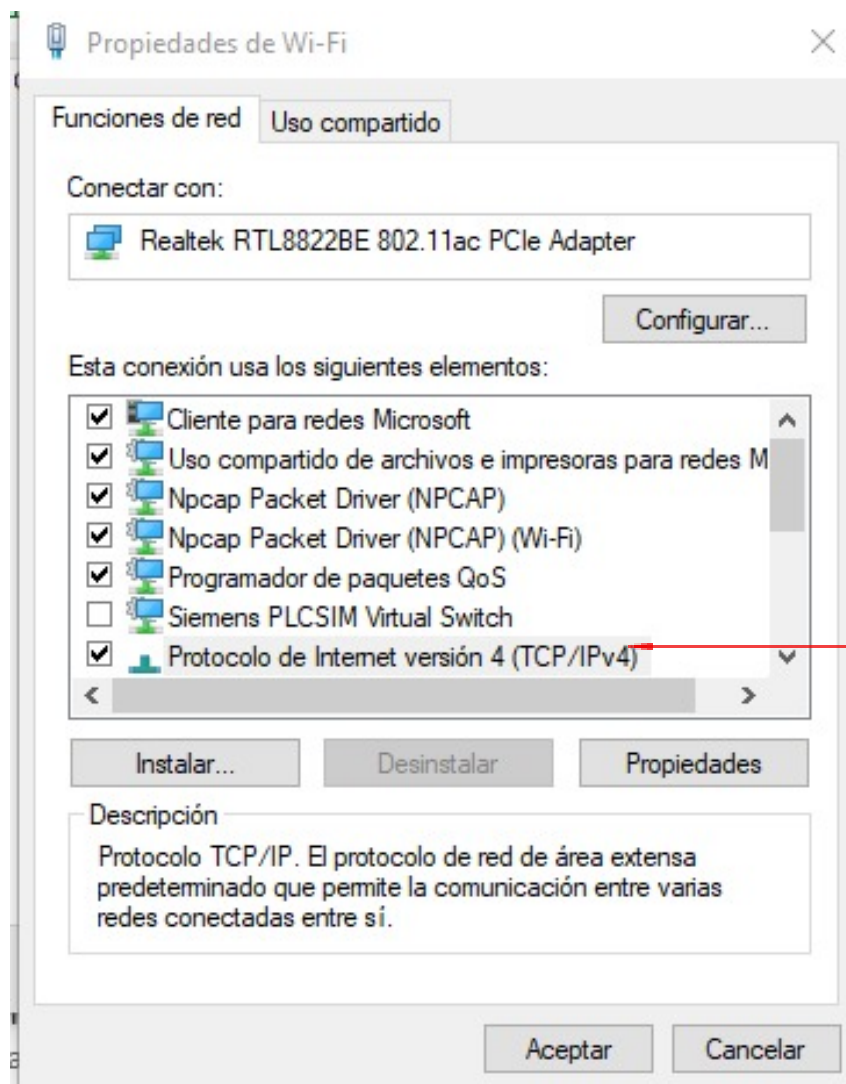 Propiedades de Wi-Fi
Funciones de red
Uso compartido
Conectar con:
Realtek RTL8822BE 802.11ac PCIe Adapter
Configurar...
Esta conexión usa los siguientes elementos:
Cliente para redes Microsoft
Uso compartido de archivos e impresoras para redes M
Npcap Packet Driver (NPCAP)
Npcap Packet Driver (NPCAP) (Wi-Fi)
Programador de paquetes QoS
Siemens PLCSIM Virtual Switch
Protocolo de Internet versión 4 (TCP/IPv4)
Instalar...
Desinstalar
Propiedades
Descripción
Protocolo TCP/IP. El protocolo de red de área extensa
predeterminado que permite la comunicación entre varias
redes conectadas entre sí.
Aceptar
Cancelar